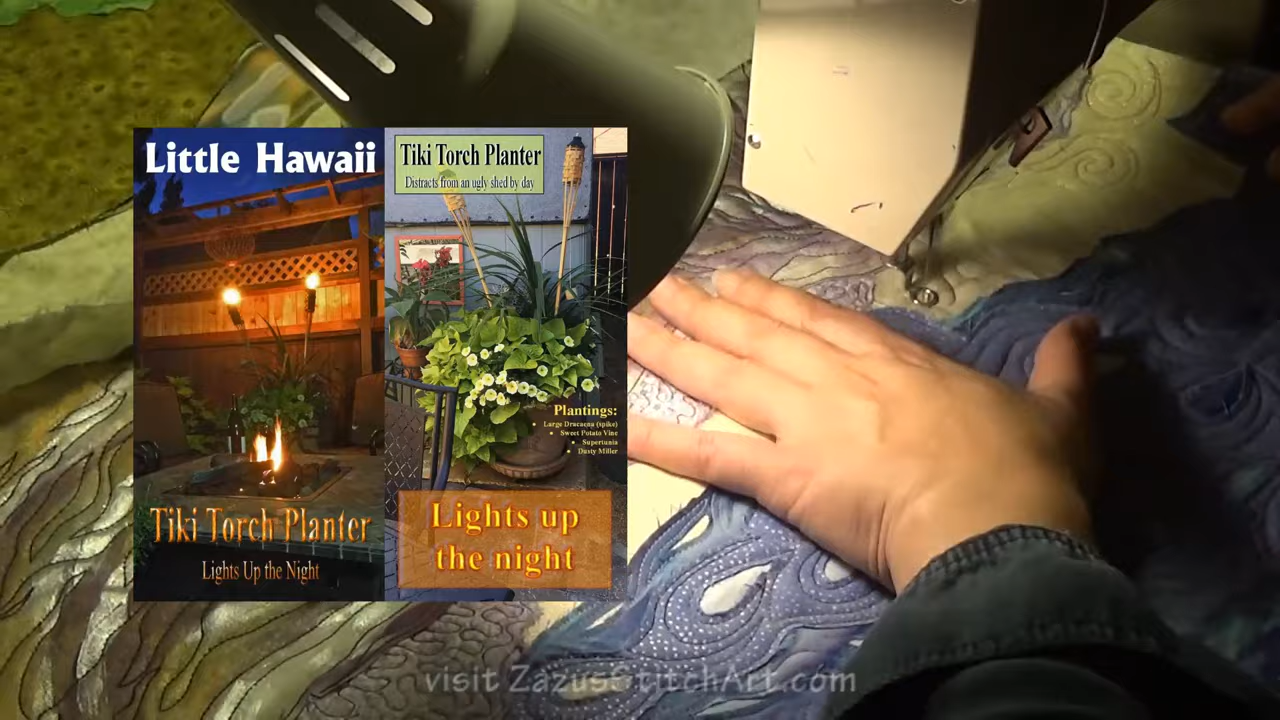 Little Hawaii
Tiki Torch Planter
Lights Up the Night
Tiki Torch Planter
Distracts from an ugly shed by day
Plantings:
• Large Dracaena (spike)
• Sweet Potato Vine
• Supertunia
• Dusty Miller
Lights up
the night
visit ZazusStitchArt.com